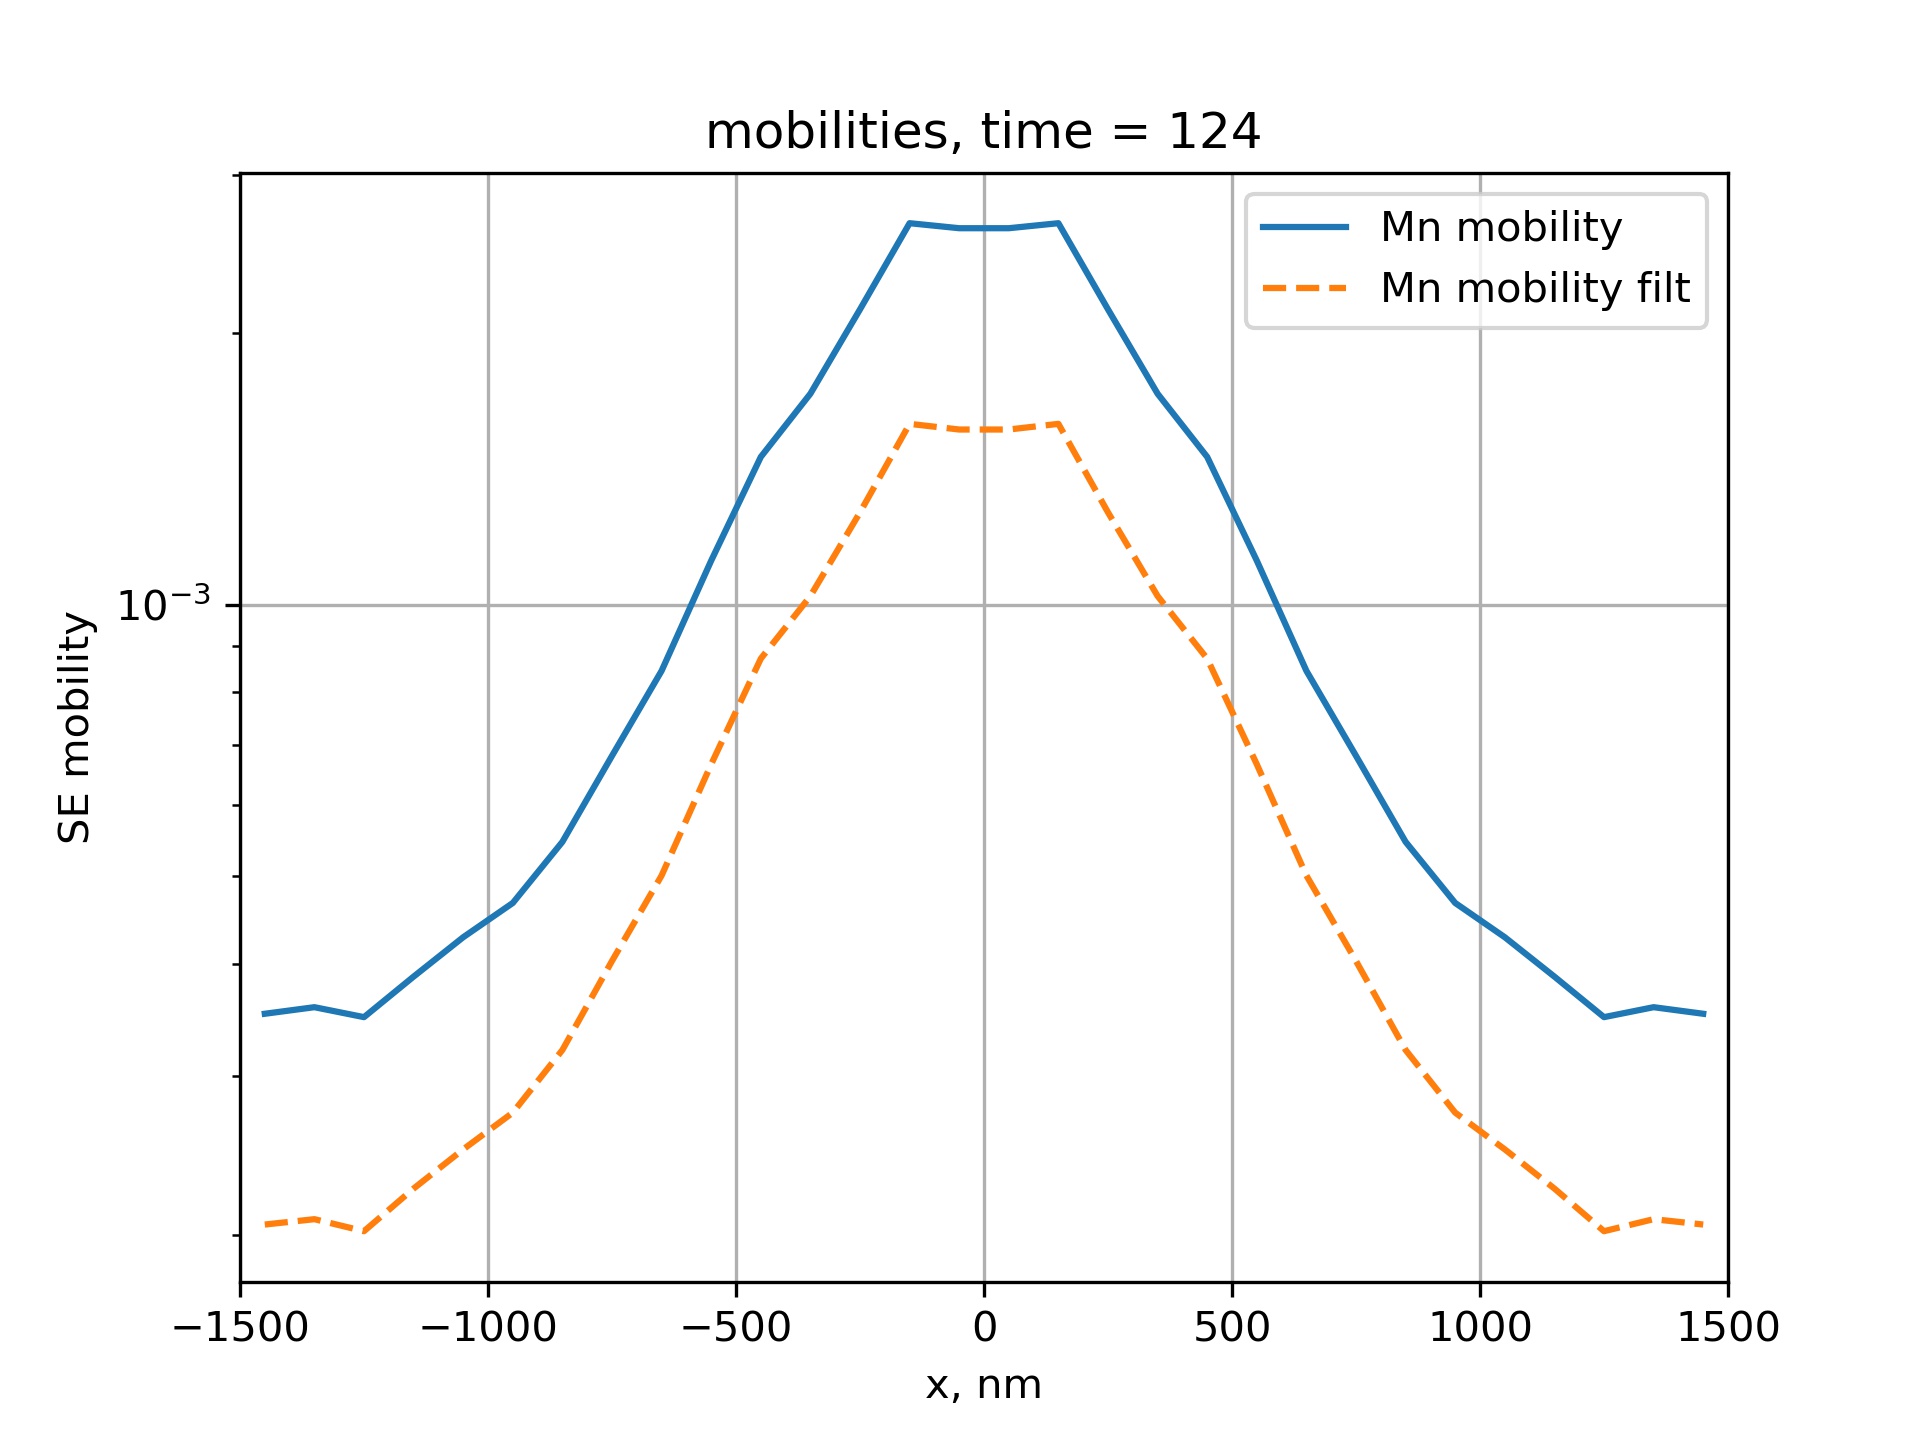 mobilities, time = 124
Mn mobility
Mn mobility filt
SE mobility
10⁻³
−1500 −1000 −500 0 500 1000 1500
x, nm